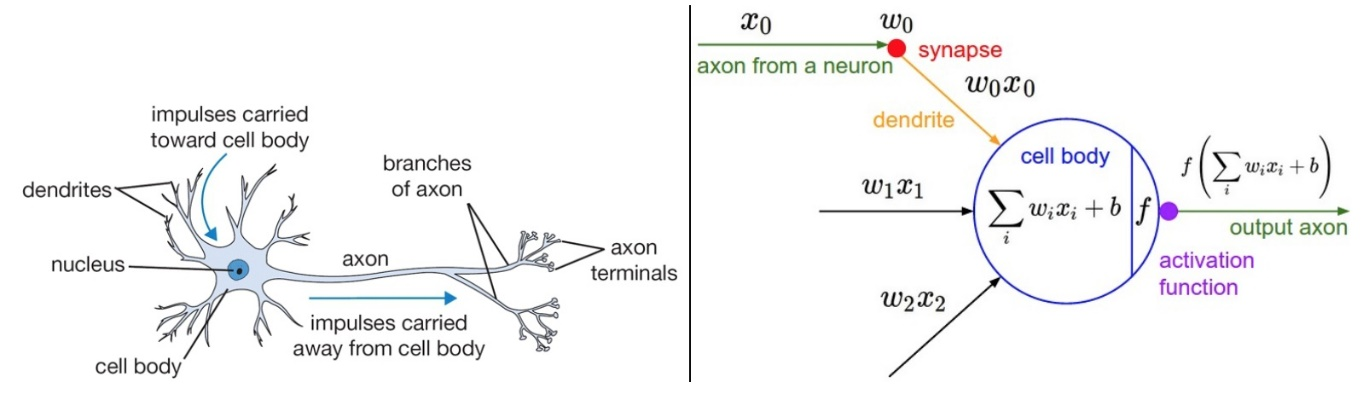 impulses carried
toward cell body
branches
of axon
dendrites
nucleus
axon
axon
terminals
impulses carried
away from cell body
cell body
x₀
w₀
synapse
axon from a neuron
w₀x₀
dendrite
cell body
w₁x₁
∑ᵢ wᵢxᵢ + b
f
f(∑ᵢ wᵢxᵢ + b)
output axon
activation
function
w₂x₂